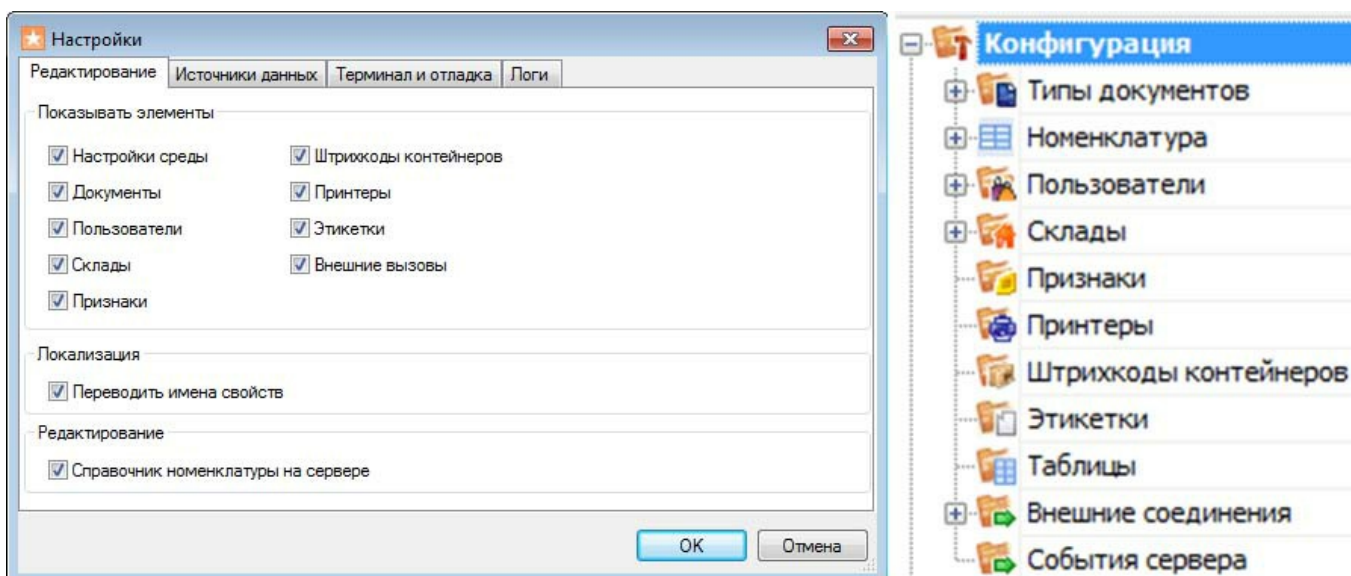 Настройки
Редактирование
Источники данных
Терминал и отладка
Логи
Показывать элементы
Настройки среды
Штрихкоды контейнеров
Документы
Принтеры
Пользователи
Этикетки
Склады
Внешние вызовы
Признаки
Локализация
Переводить имена свойств
Редактирование
Справочник номенклатуры на сервере
OK
Отмена
Конфигурация
Типы документов
Номенклатура
Пользователи
Склады
Признаки
Принтеры
Штрихкоды контейнеров
Этикетки
Таблицы
Внешние соединения
События сервера